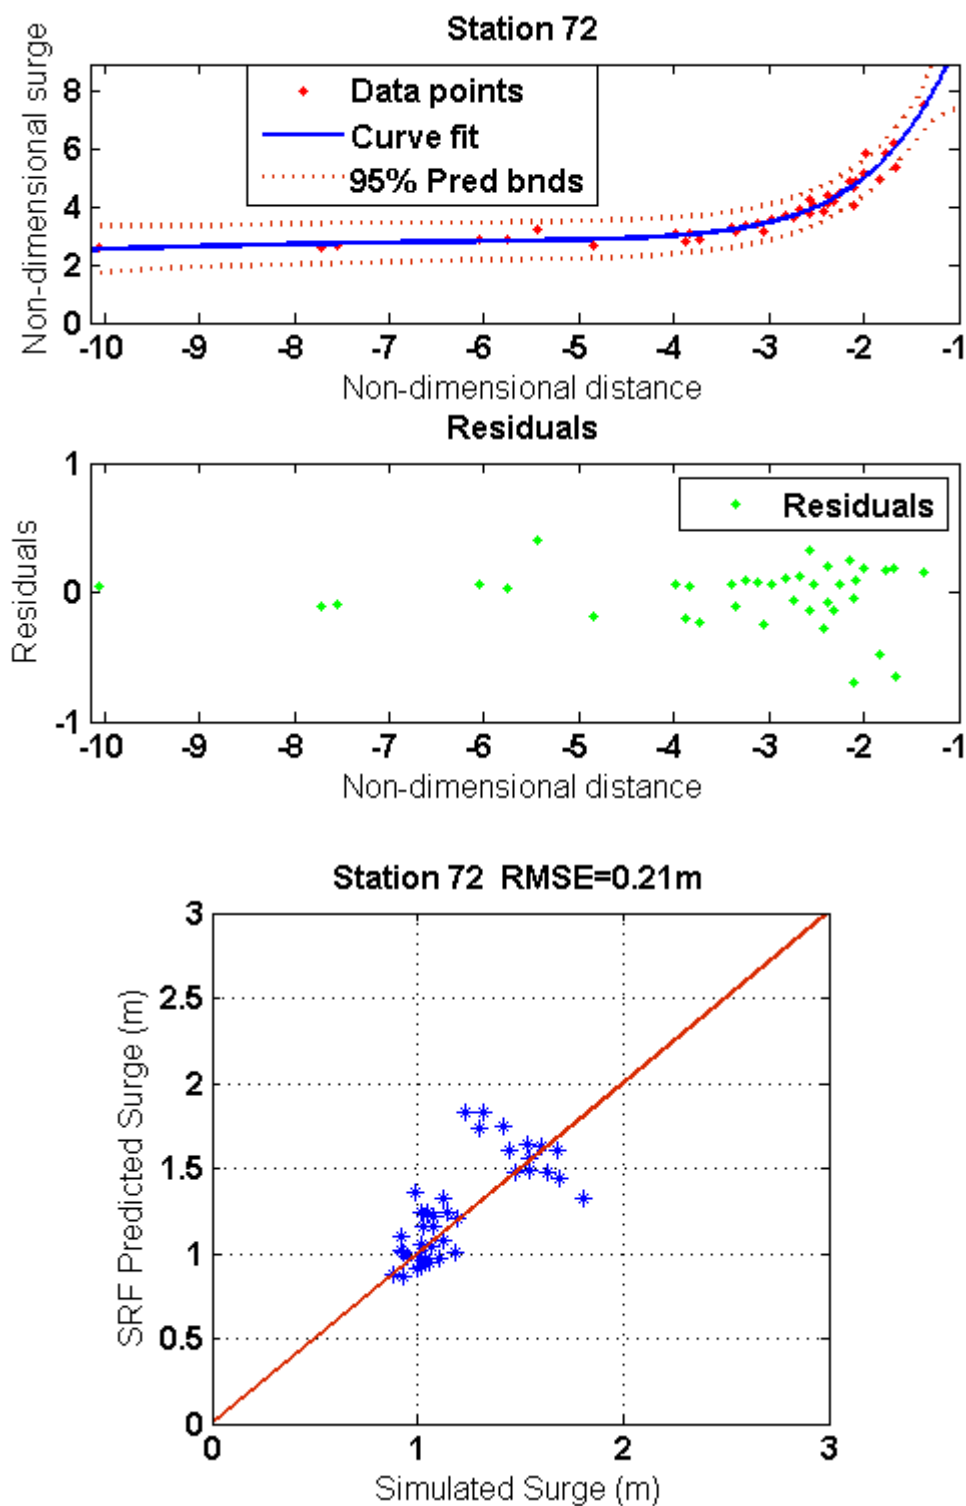 Station 72
Non-dimensional surge
8
6
4
2
0
Data points
Curve fit
95% Pred bnds
-10 -9 -8 -7 -6 -5 -4 -3 -2 -1
Non-dimensional distance
Residuals
Residuals
1
0
-1
Residuals
-10 -9 -8 -7 -6 -5 -4 -3 -2 -1
Non-dimensional distance
Station 72 RMSE=0.21m
SRF Predicted Surge (m)
3
2.5
2
1.5
1
0.5
0
0 1 2 3
Simulated Surge (m)